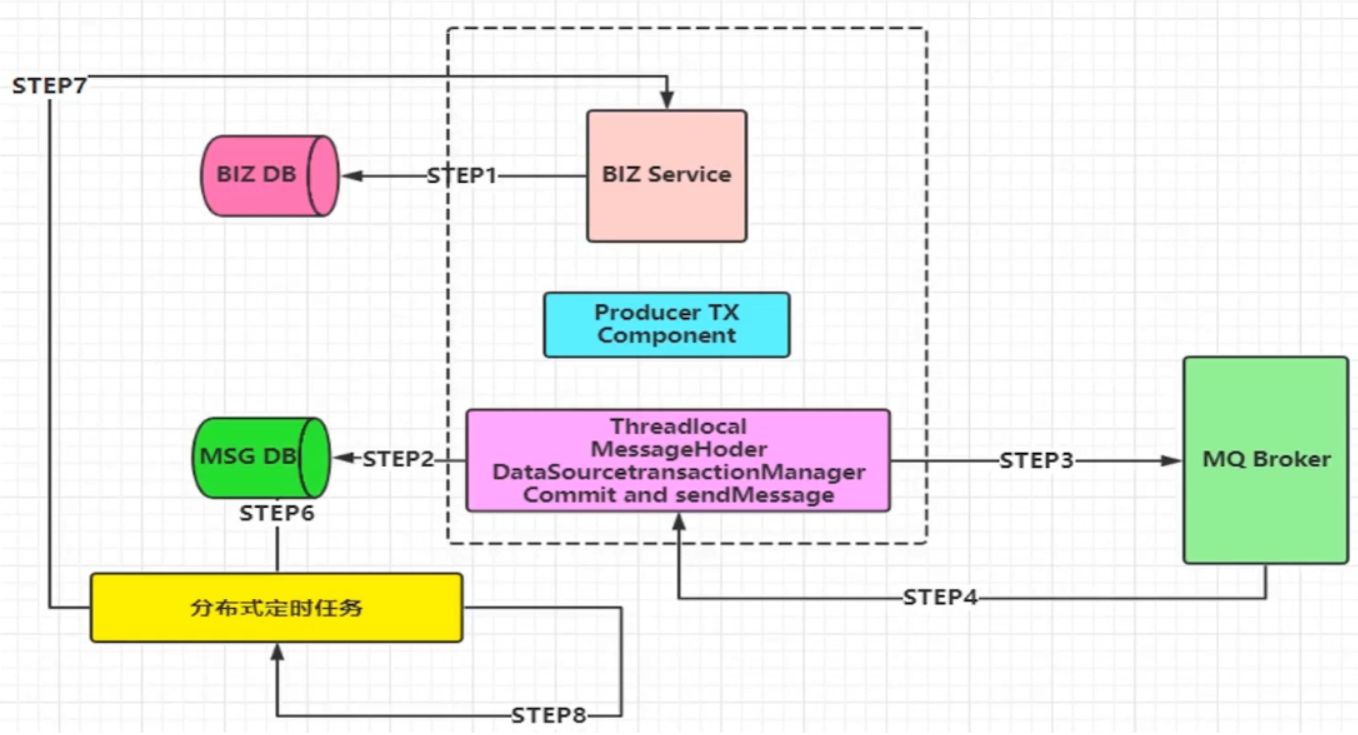 STEP7
BIZ DB
STEP1
BIZ Service
Producer TX
Component
MSG DB
STEP2
Threadlocal
MessageHoder
DataSourcetransactionManager
Commit and sendMessage
STEP3
MQ Broker
STEP6
分布式定时任务
STEP4
STEP8